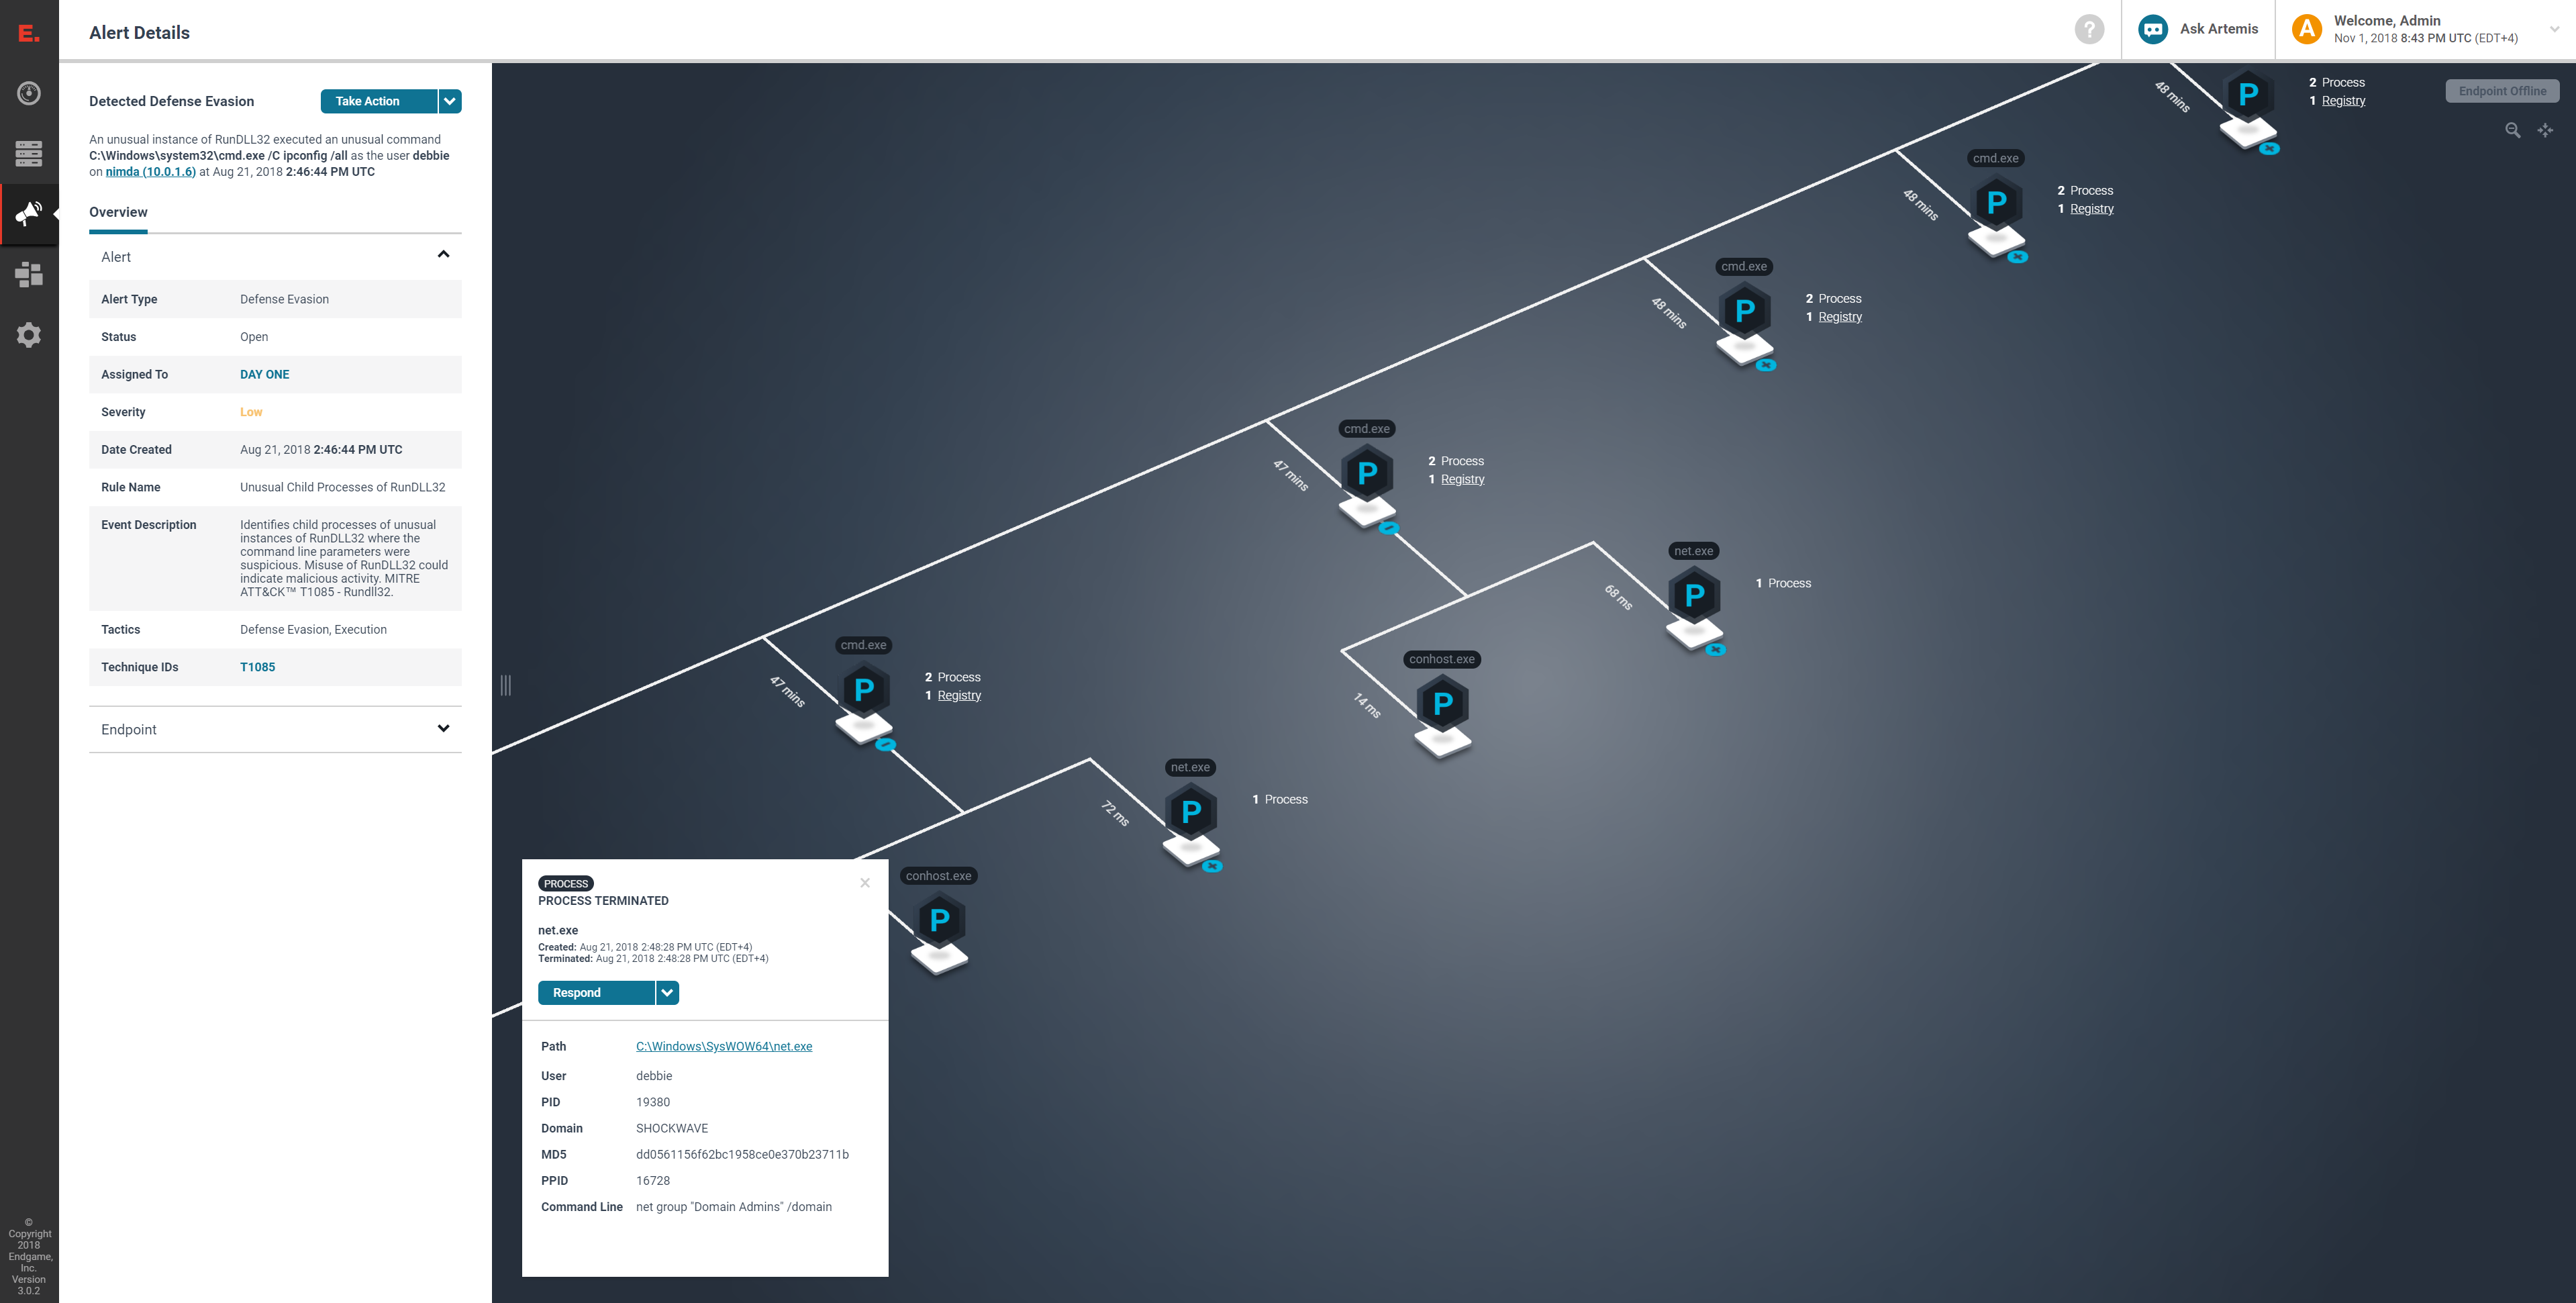 E.
Alert Details
?
Ask Artemis
A
Welcome, Admin
Nov 1, 2018 8:43 PM UTC (EDT+4)
Detected Defense Evasion
Take Action
An unusual instance of RunDLL32 executed an unusual command
C:\Windows\system32\cmd.exe /C ipconfig /all as the user debbie
on nimda (10.0.1.6) at Aug 21, 2018 2:46:44 PM UTC
Overview
Alert
Alert Type Defense Evasion
Status Open
Assigned To DAY ONE
Severity Low
Date Created Aug 21, 2018 2:46:44 PM UTC
Rule Name Unusual Child Processes of RunDLL32
Event Description Identifies child processes of unusual
instances of RunDLL32 where the
command line parameters were
suspicious. Misuse of RunDLL32 could
indicate malicious activity. MITRE
ATT&CK™ T1085 - Rundll32.
Tactics Defense Evasion, Execution
Technique IDs T1085
Endpoint
©
Copyright
2018
Endgame,
Inc.
Version
3.0.2
Endpoint Offline
48 mins
P
2 Process
1 Registry
cmd.exe
48 mins
P
2 Process
1 Registry
cmd.exe
48 mins
P
2 Process
1 Registry
cmd.exe
47 mins
P
2 Process
1 Registry
net.exe
68 ms
P
1 Process
conhost.exe
14 ms
P
cmd.exe
47 mins
P
2 Process
1 Registry
net.exe
72 ms
P
1 Process
conhost.exe
P
PROCESS
PROCESS TERMINATED
net.exe
Created: Aug 21, 2018 2:48:28 PM UTC (EDT+4)
Terminated: Aug 21, 2018 2:48:28 PM UTC (EDT+4)
Respond
Path C:\Windows\SysWOW64\net.exe
User debbie
PID 19380
Domain SHOCKWAVE
MD5 dd0561156f62bc1958ce0e370b23711b
PPID 16728
Command Line net group "Domain Admins" /domain